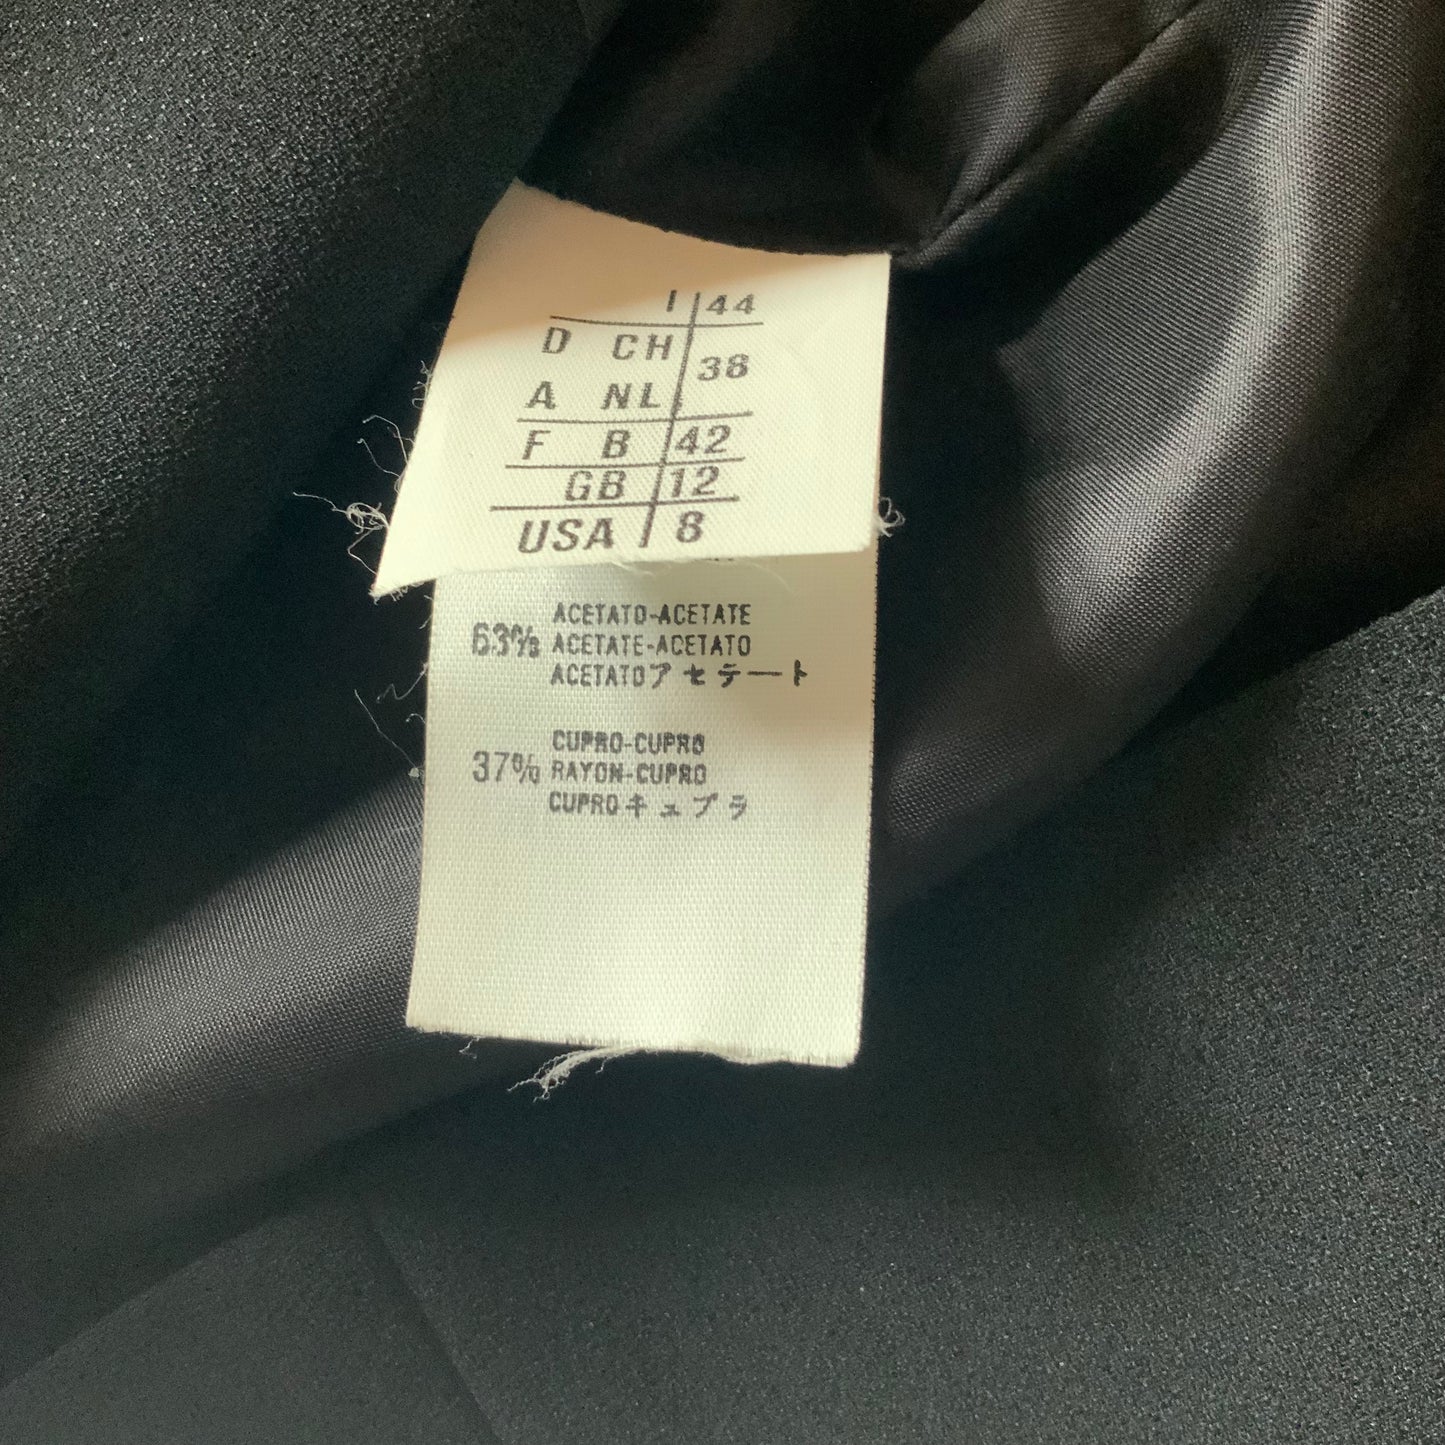 I 44
D CH
38
A NL
F B 42
GB 12
USA 8
ACETATO-ACETATE
63% ACETATE-ACETATO
ACETATOアセテート
CUPRO-CUPRO
37% RAYON-CUPRO
CUPROキュプラ